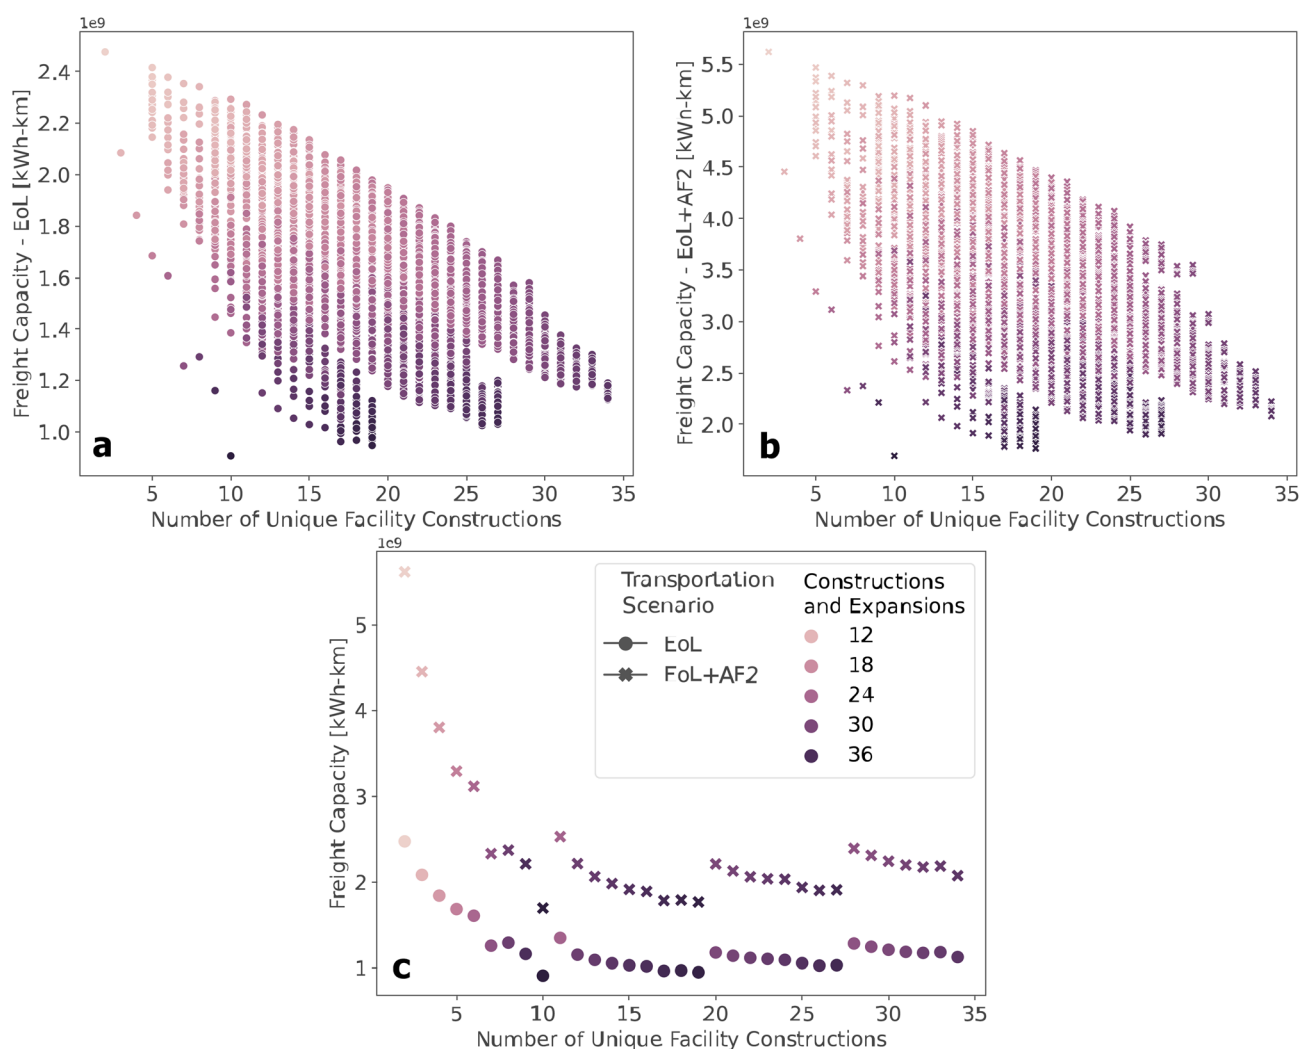 1e9
Freight Capacity - EoL [kWh-km]
2.4
2.2
2.0
1.8
1.6
1.4
1.2
1.0
a
5 10 15 20 25 30 35
Number of Unique Facility Constructions
1e9
Freight Capacity - EoL+AF2 [kWn-km]
5.5
5.0
4.5
4.0
3.5
3.0
2.5
2.0
b
5 10 15 20 25 30 35
Number of Unique Facility Constructions
1e9
Freight Capacity [kWh-km]
5
4
3
2
1
c
5 10 15 20 25 30 35
Number of Unique Facility Constructions
Transportation
Scenario
EoL
FoL+AF2
Constructions
and Expansions
12
18
24
30
36